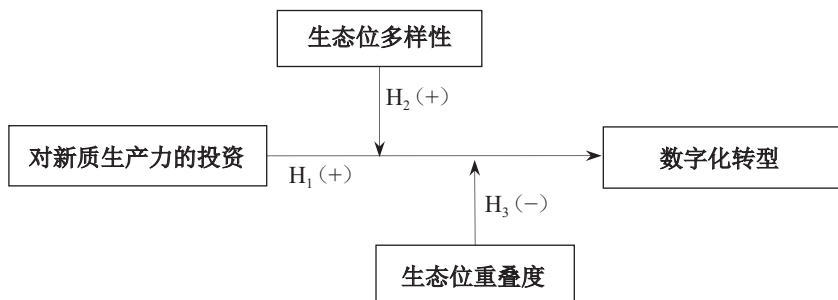 生态位多样性
H₂(+)
对新质生产力的投资
数字化转型
H₁(+)
H₃(−)
生态位重叠度